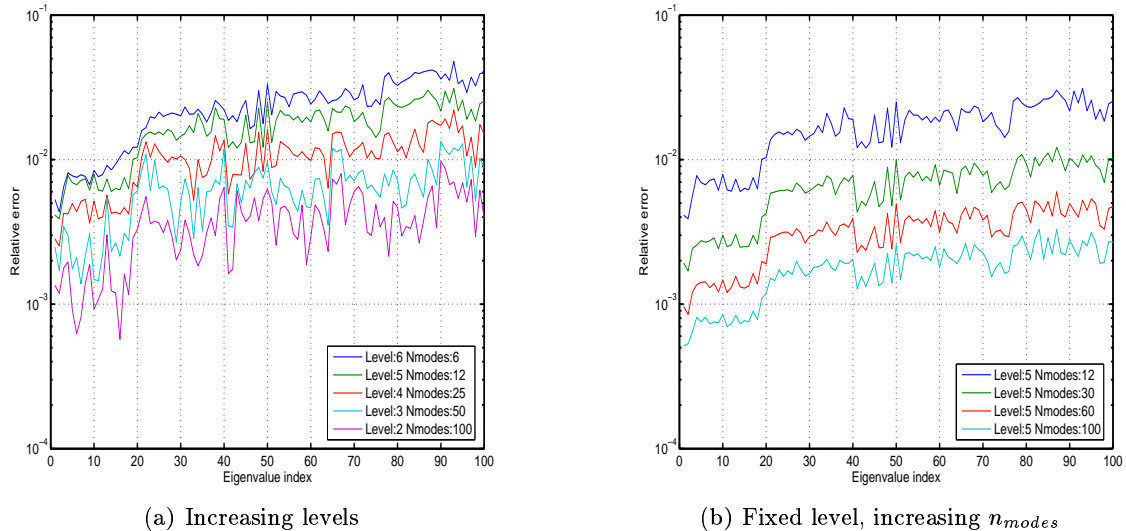 10^-1
10^-2
10^-3
10^-4
Relative error
0 10 20 30 40 50 60 70 80 90 100
Eigenvalue index
Level:6 Nmodes:6
Level:5 Nmodes:12
Level:4 Nmodes:25
Level:3 Nmodes:50
Level:2 Nmodes:100
(a) Increasing levels
10^-1
10^-2
10^-3
10^-4
Relative error
0 10 20 30 40 50 60 70 80 90 100
Eigenvalue index
Level:5 Nmodes:12
Level:5 Nmodes:30
Level:5 Nmodes:60
Level:5 Nmodes:100
(b) Fixed level, increasing n_modes